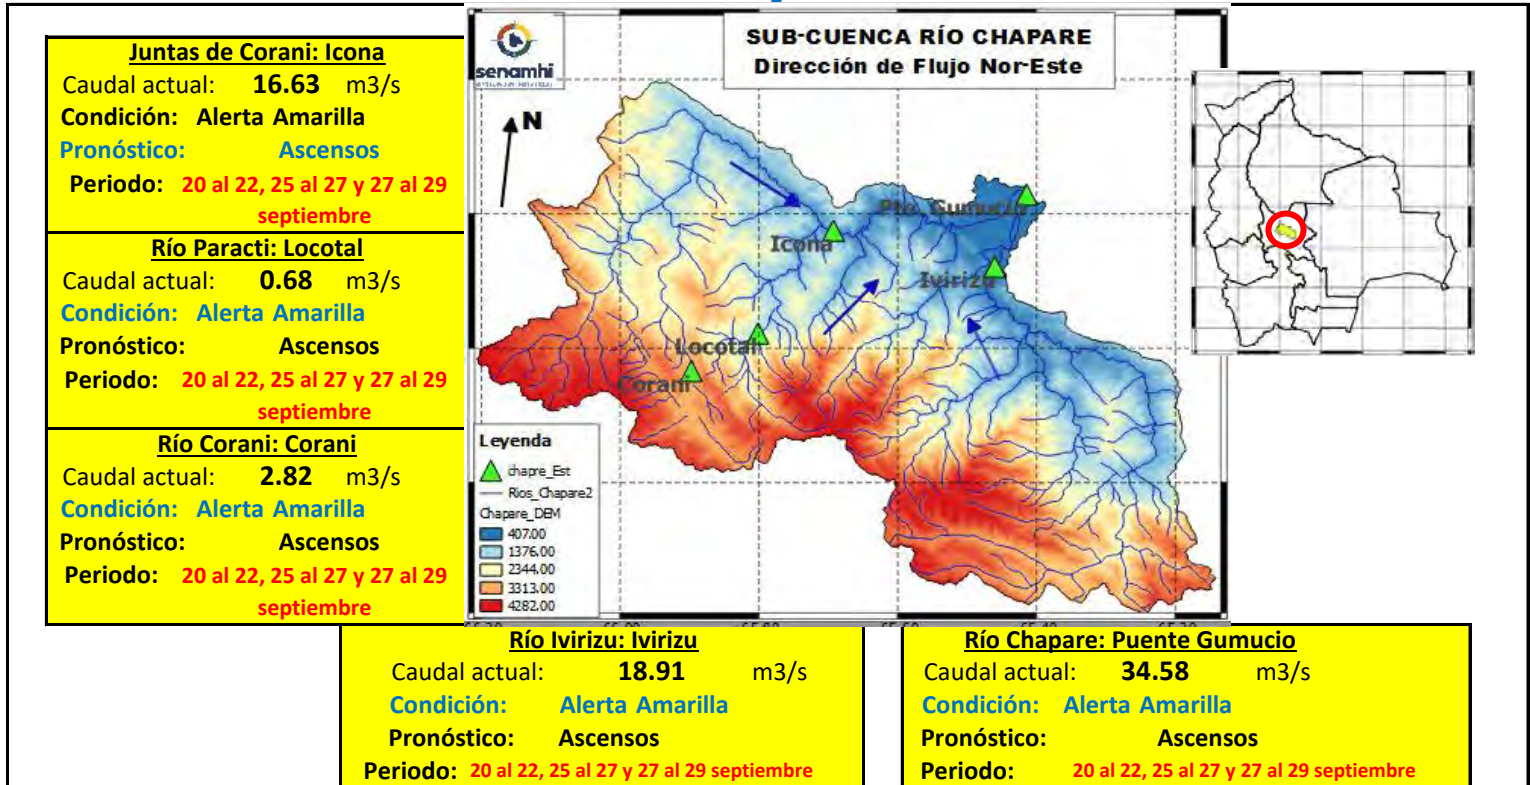 Juntas de Corani: Icona
Caudal actual: 16.63 m3/s
Condición: Alerta Amarilla
Pronóstico: Ascensos
Periodo: 20 al 22, 25 al 27 y 27 al 29
septiembre
Río Paracti: Locotal
Caudal actual: 0.68 m3/s
Condición: Alerta Amarilla
Pronóstico: Ascensos
Periodo: 20 al 22, 25 al 27 y 27 al 29
septiembre
Río Corani: Corani
Caudal actual: 2.82 m3/s
Condición: Alerta Amarilla
Pronóstico: Ascensos
Periodo: 20 al 22, 25 al 27 y 27 al 29
septiembre
senamhi
SUB-CUENCA RÍO CHAPARE
Dirección de Flujo Nor-Este
N
Pte. Gumucio
Icona
Ivirizu
Locotal
Corani
Leyenda
chapre_Est
Rios_Chapare2
Chapare_DEM
407.00
1376.00
2344.00
3313.00
4282.00
Río Ivirizu: Ivirizu
Caudal actual: 18.91 m3/s
Condición: Alerta Amarilla
Pronóstico: Ascensos
Periodo: 20 al 22, 25 al 27 y 27 al 29 septiembre
Río Chapare: Puente Gumucio
Caudal actual: 34.58 m3/s
Condición: Alerta Amarilla
Pronóstico: Ascensos
Periodo: 20 al 22, 25 al 27 y 27 al 29 septiembre